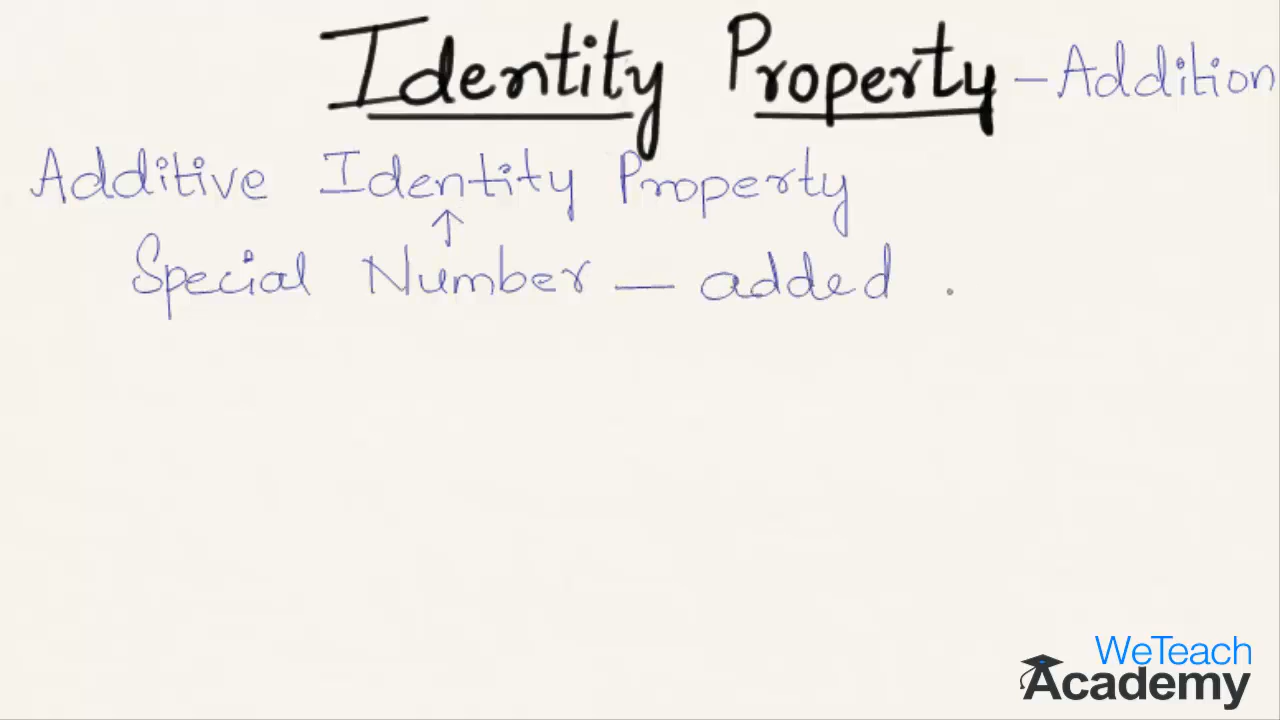 Identity Property – Addition
Additive Identity Property
↑
Special Number — added .
WeTeach
Academy